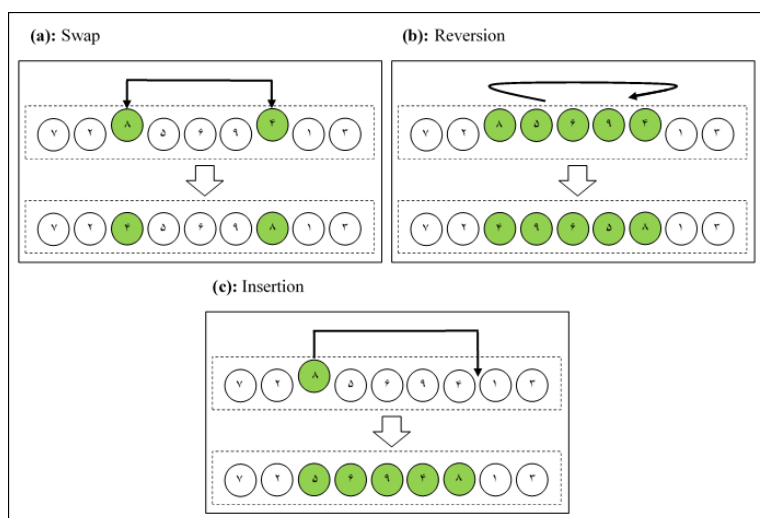 (a): Swap
۷ ۲ ۸ ۵ ۶ ۹ ۴ ۱ ۳
۷ ۲ ۴ ۵ ۶ ۹ ۸ ۱ ۳
(b): Reversion
۷ ۲ ۸ ۵ ۶ ۹ ۴ ۱ ۳
۷ ۲ ۴ ۹ ۶ ۵ ۸ ۱ ۳
(c): Insertion
۷ ۲ ۸ ۵ ۶ ۹ ۴ ۱ ۳
۷ ۲ ۵ ۶ ۹ ۴ ۸ ۱ ۳